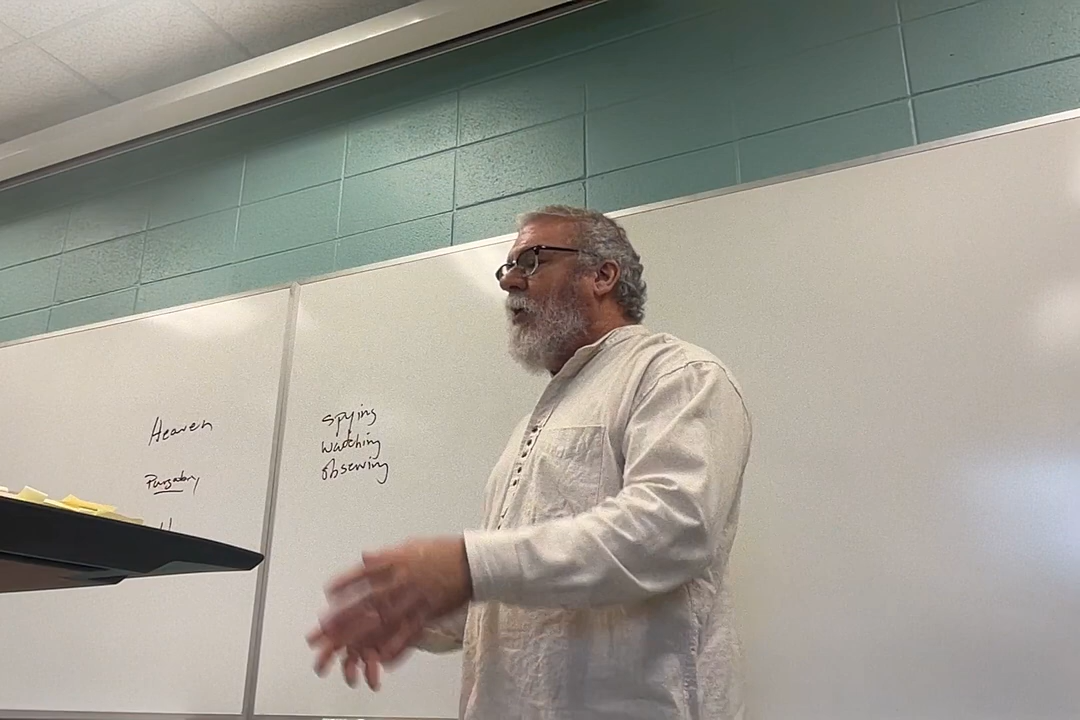 Heaven
Purgatory
spying
watching
observing